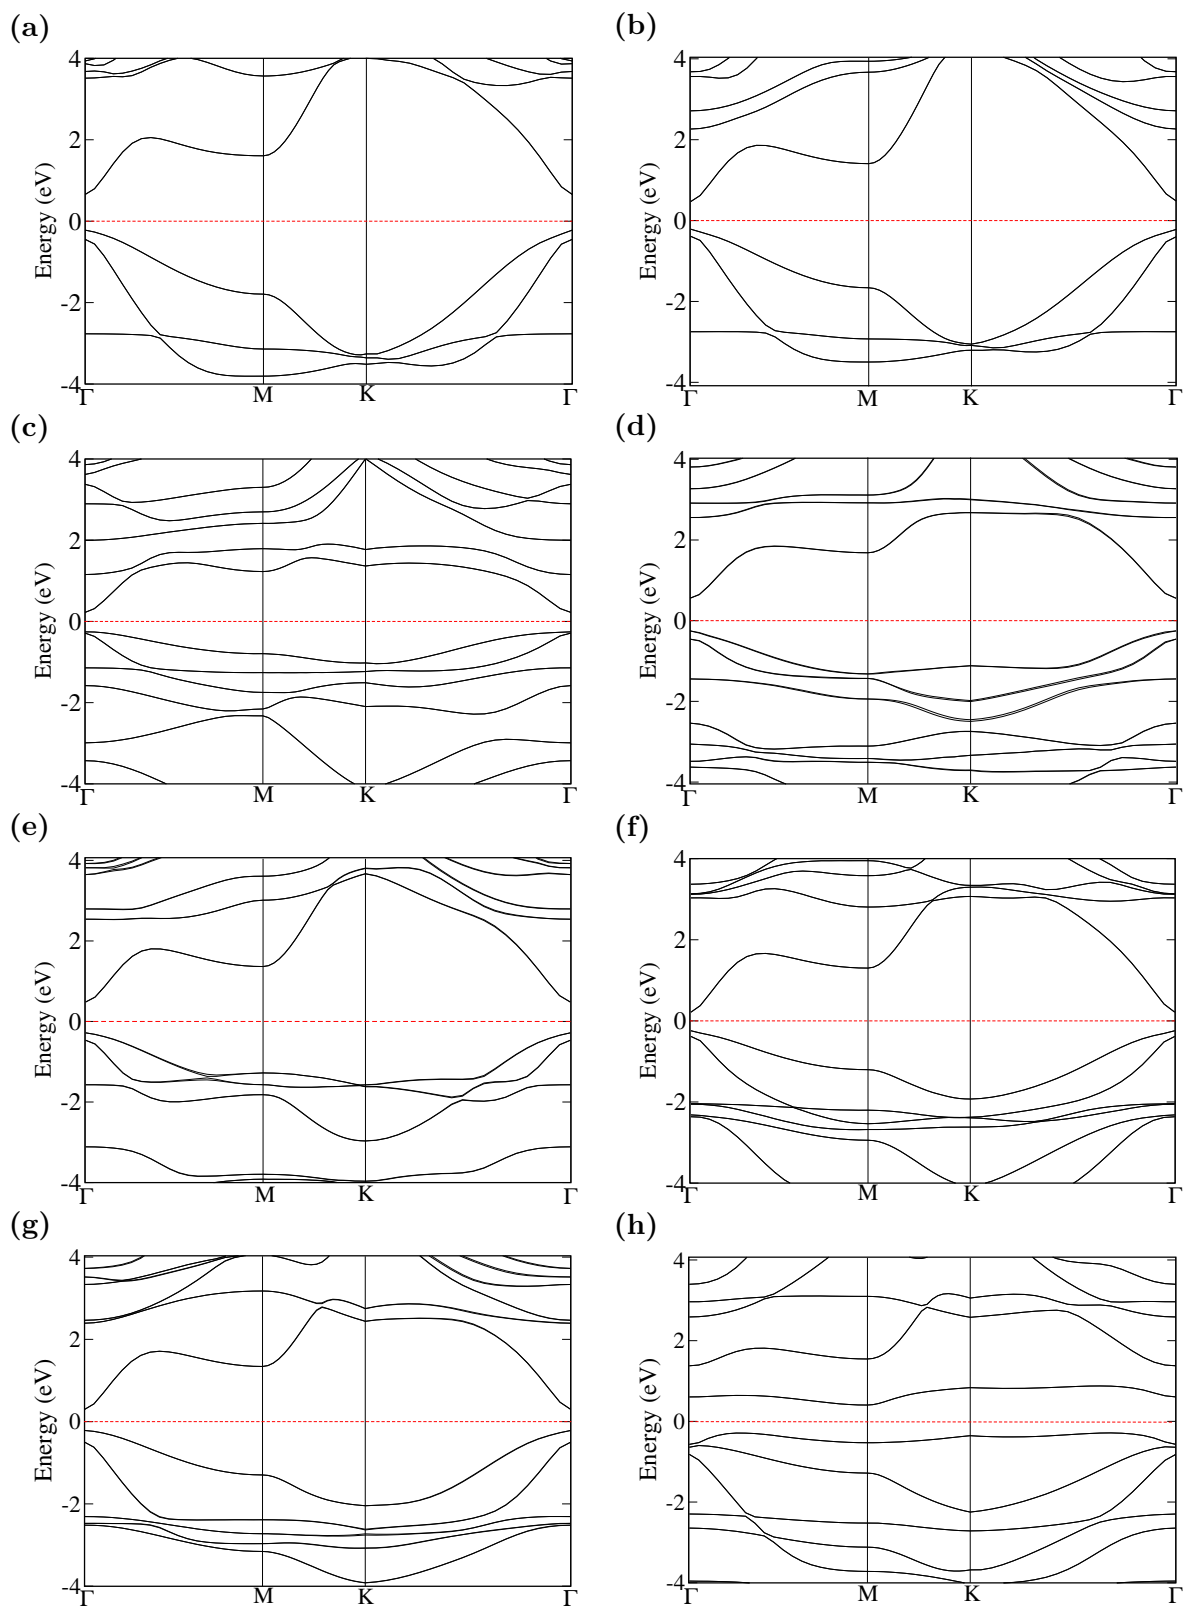 (a)
4
2
0
-2
-4
Energy (eV)
Γ M K Γ
(b)
4
2
0
-2
-4
Energy (eV)
Γ M K Γ
(c)
4
2
0
-2
-4
Energy (eV)
Γ M K Γ
(d)
4
2
0
-2
-4
Energy (eV)
Γ M K Γ
(e)
4
2
0
-2
-4
Energy (eV)
Γ M K Γ
(f)
4
2
0
-2
-4
Energy (eV)
Γ M K Γ
(g)
4
2
0
-2
-4
Energy (eV)
Γ M K Γ
(h)
4
2
0
-2
-4
Energy (eV)
Γ M K Γ